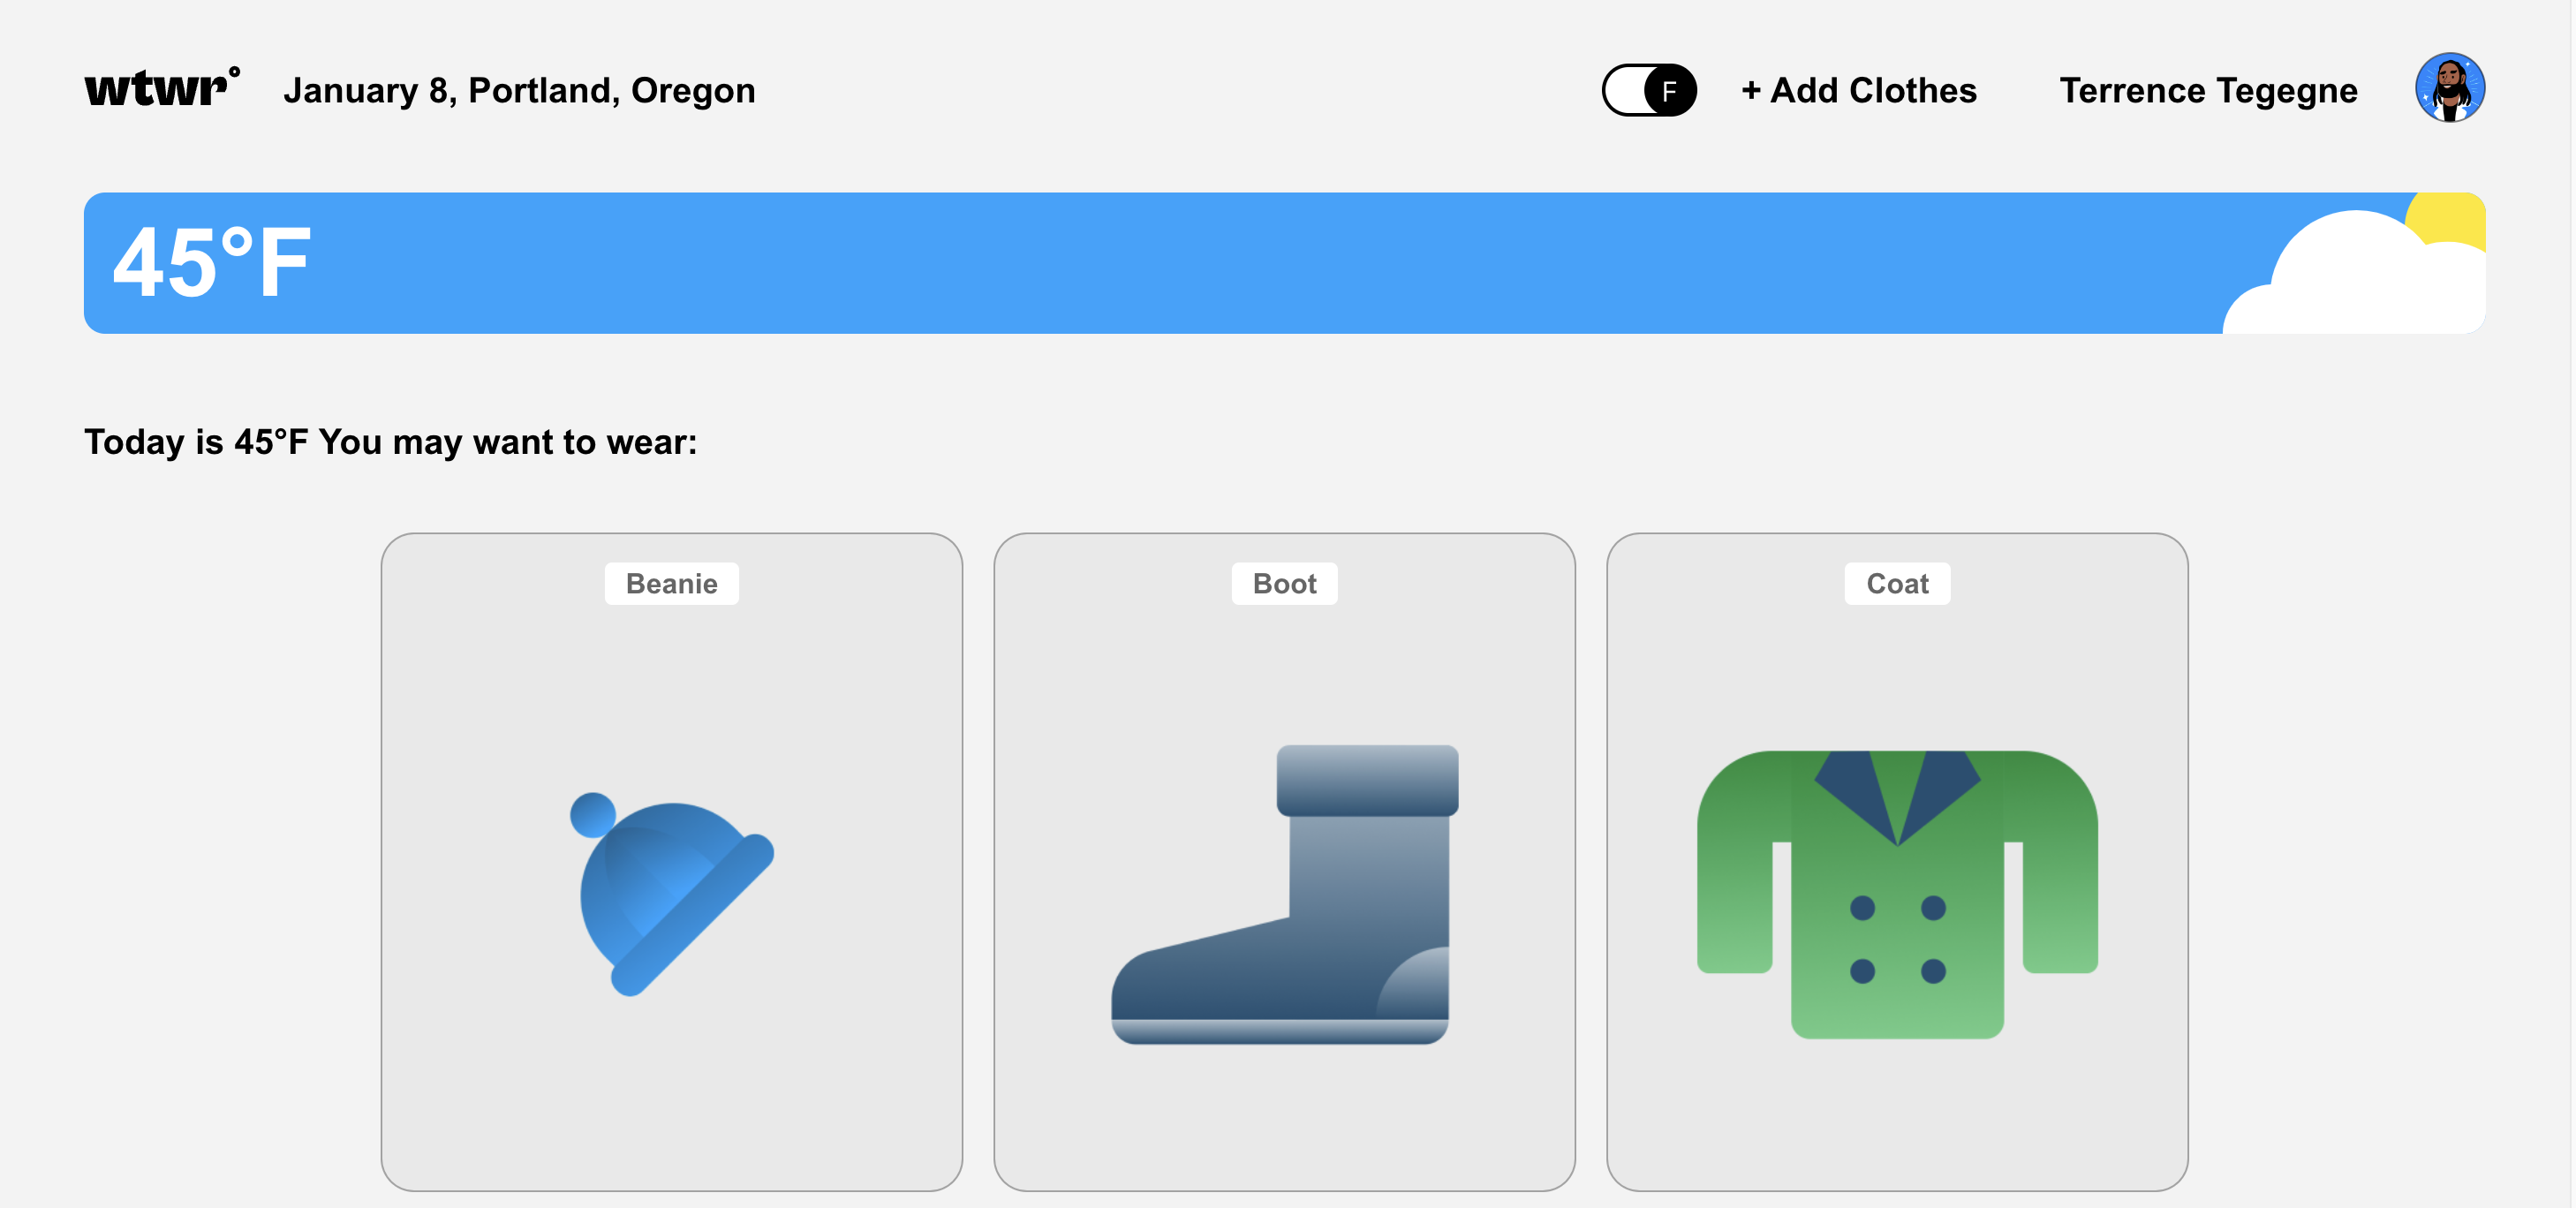 wtwr° January 8, Portland, Oregon F + Add Clothes Terrence Tegegne
45°F
Today is 45°F You may want to wear:
Beanie Boot Coat